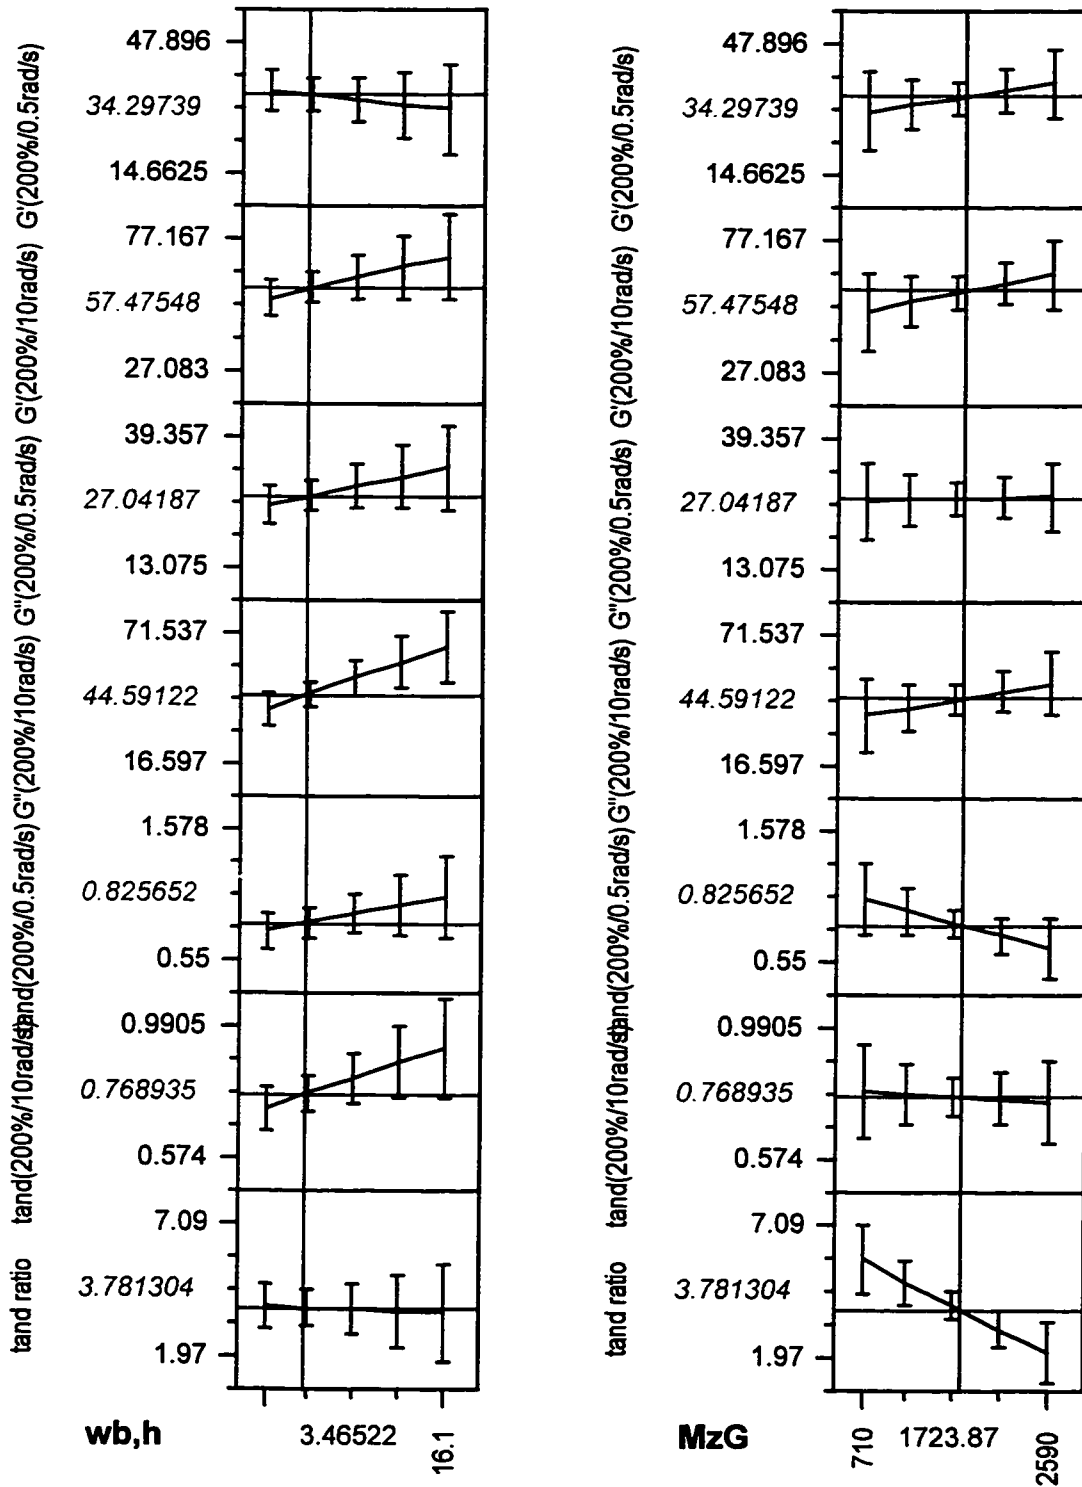 G'(200%/0.5rad/s)
47.896
34.29739
14.6625
G'(200%/10rad/s)
77.167
57.47548
27.083
G"(200%/0.5rad/s)
39.357
27.04187
13.075
G"(200%/10rad/s)
71.537
44.59122
16.597
tand(200%/0.5rad/s)
1.578
0.825652
0.55
tand(200%/10rad/s)
0.9905
0.768935
0.574
tand ratio
7.09
3.781304
1.97
wb,h
3.46522
16.1
G'(200%/0.5rad/s)
47.896
34.29739
14.6625
G'(200%/10rad/s)
77.167
57.47548
27.083
G"(200%/0.5rad/s)
39.357
27.04187
13.075
G"(200%/10rad/s)
71.537
44.59122
16.597
tand(200%/0.5rad/s)
1.578
0.825652
0.55
tand(200%/10rad/s)
0.9905
0.768935
0.574
tand ratio
7.09
3.781304
1.97
MzG
710
1723.87
2590